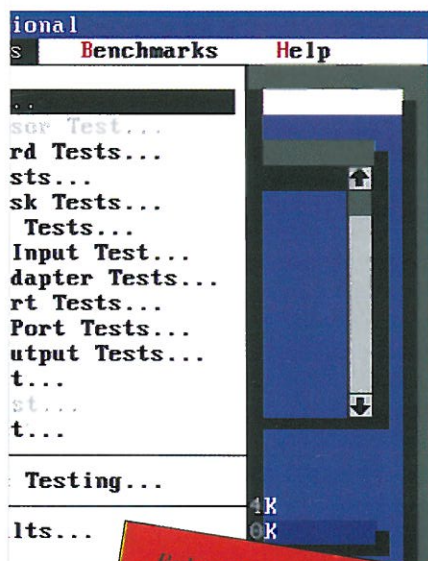 ional
s Benchmarks Help
..
sor Test...
rd Tests...
sts...
sk Tests...
Tests...
Input Test...
dapter Tests...
rt Tests...
Port Tests...
utput Tests...
t...
st...
t...
Testing...
4K
lts... 0K